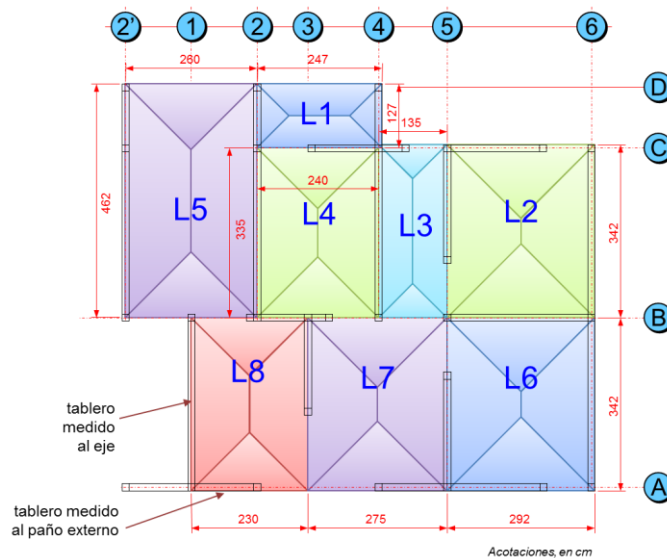 2' 1 2 3 4 5 6
260 247
D
L1
127
135
C
462
L5
335
240
L4
L3
L2
342
B
L8
L7
L6
342
tablero
medido
al eje
A
tablero medido
al paño externo
230 275 292
Acotaciones, en cm